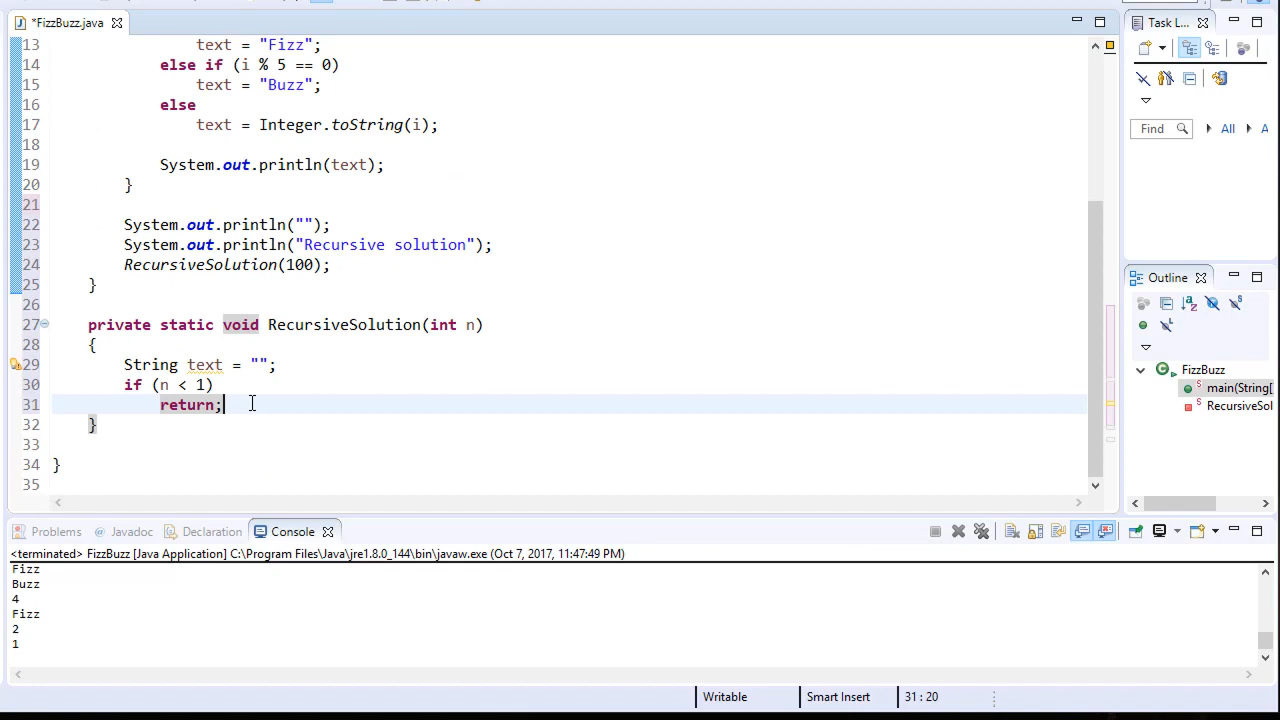 *FizzBuzz.java
13 text = "Fizz";
14 else if (i % 5 == 0)
15 text = "Buzz";
16 else
17 text = Integer.toString(i);
18
19 System.out.println(text);
20 }
21
22 System.out.println("");
23 System.out.println("Recursive solution");
24 RecursiveSolution(100);
25 }
26
27 private static void RecursiveSolution(int n)
28 {
29 String text = "";
30 if (n < 1)
31 return;
32 }
33
34 }
35
Task L...
Find All A
Outline
FizzBuzz
main(String[
RecursiveSol
Problems @ Javadoc Declaration Console
<terminated> FizzBuzz [Java Application] C:\Program Files\Java\jre1.8.0_144\bin\javaw.exe (Oct 7, 2017, 11:47:49 PM)
Fizz
Buzz
4
Fizz
2
1
Writable Smart Insert 31 : 20